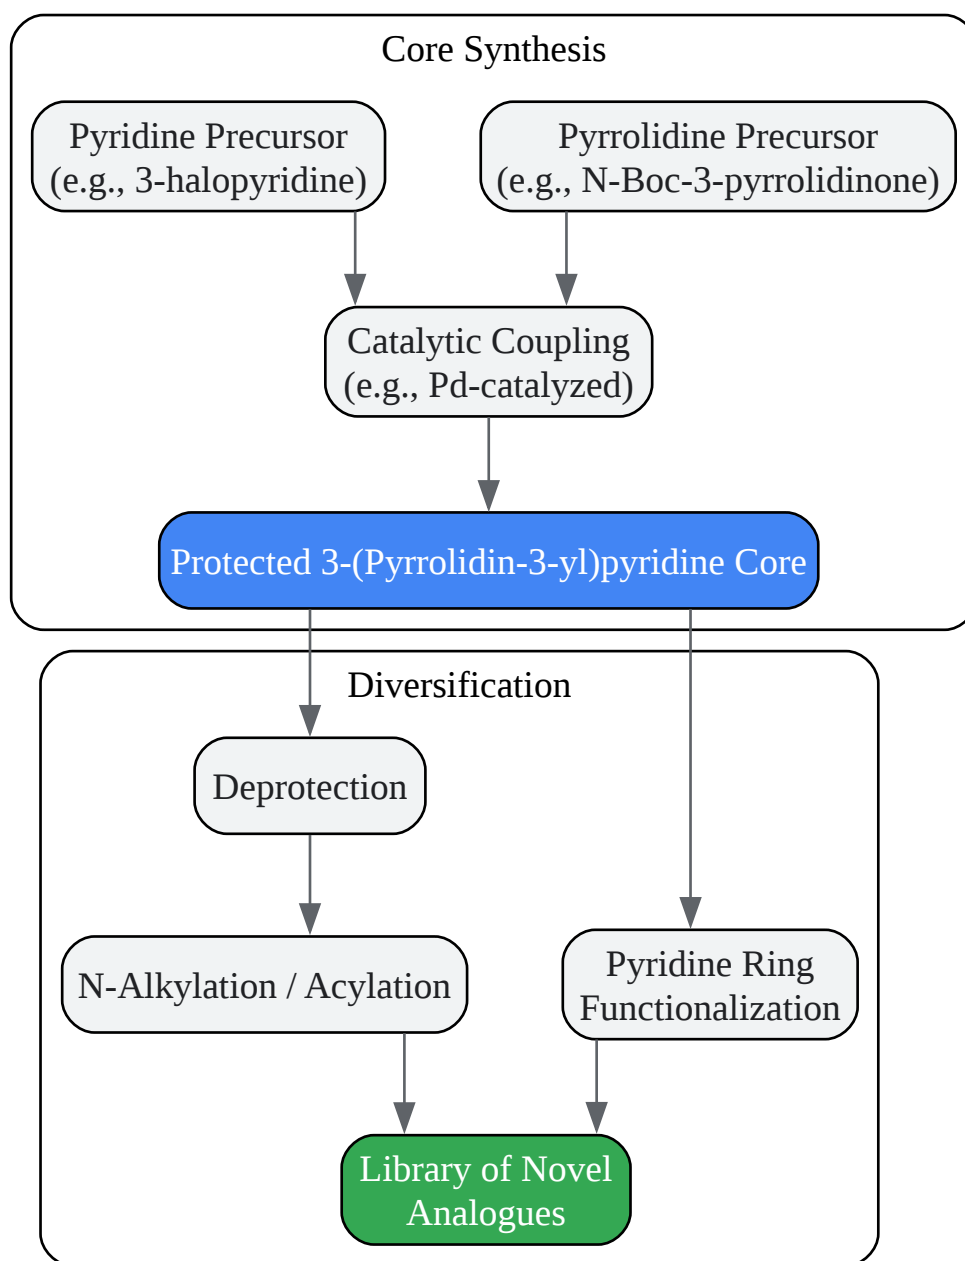 Core Synthesis
Pyridine Precursor
(e.g., 3-halopyridine)
Pyrrolidine Precursor
(e.g., N-Boc-3-pyrrolidinone)
Catalytic Coupling
(e.g., Pd-catalyzed)
Protected 3-(Pyrrolidin-3-yl)pyridine Core
Diversification
Deprotection
N-Alkylation / Acylation
Pyridine Ring
Functionalization
Library of Novel
Analogues